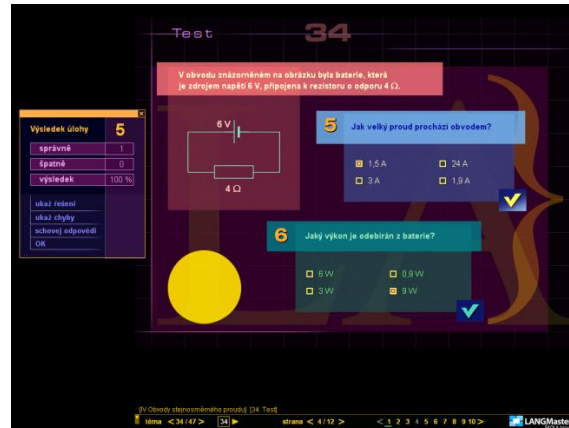 Test 34
V obvodu znázorněném na obrázku byla baterie, která
je zdrojem napětí 6 V, připojena k rezistoru o odporu 4 Ω.
6 V
4 Ω
5 Jak velký proud prochází obvodem?
1,5 A 24 A
3 A 1,9 A
6 Jaký výkon je odebírán z baterie?
6 W 0,9 W
3 W 9 W
Výsledek úlohy 5
správně 1
špatně 0
výsledek 100 %
ukaž řešení
ukaž chyby
schovej odpovědi
OK
[IV Obvody stejnosměrného proudu] [34. Test]
téma < 34 / 47 > 34 strana < 4 / 12 > < 1 2 3 4 5 6 7 8 9 10 > LANGMaste